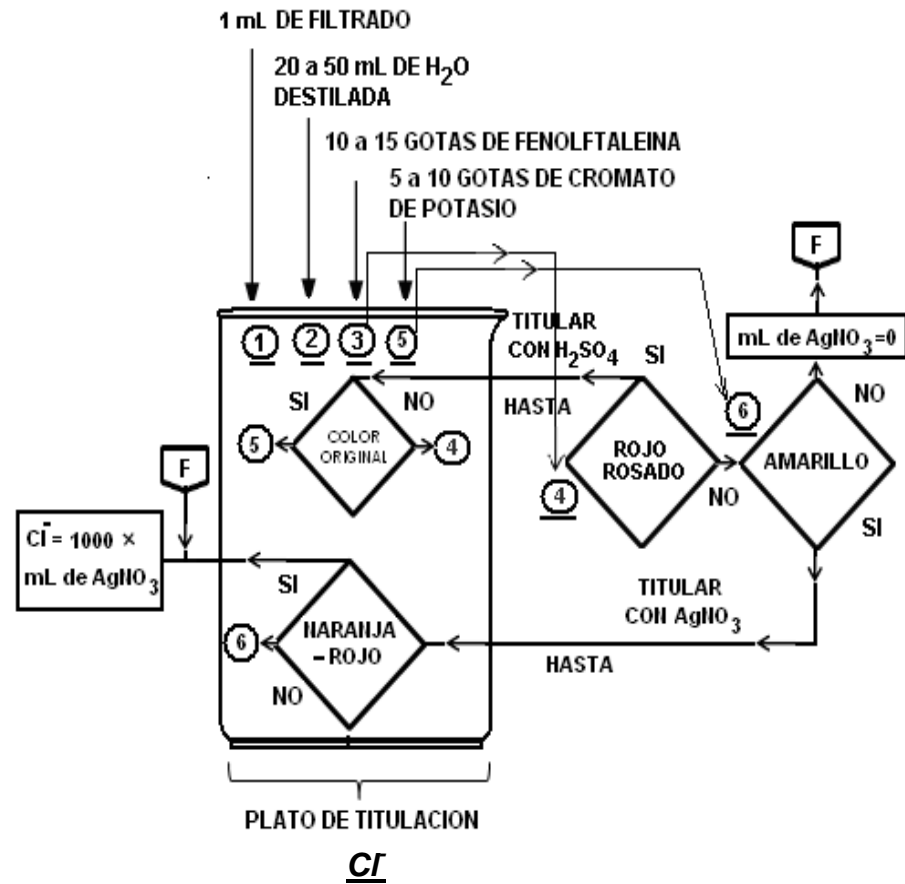 1 mL DE FILTRADO
20 a 50 mL DE H2O
DESTILADA
10 a 15 GOTAS DE FENOLFTALEINA
5 a 10 GOTAS DE CROMATO
DE POTASIO
F
1
2
3
5
TITULAR
CON H2SO4
HASTA
SI
mL de AgNO3=0
SI
NO
COLOR
ORIGINAL
5
4
6
NO
ROJO
ROSADO
4
NO
AMARILLO
SI
F
Cl- = 1000 ×
mL de AgNO3
SI
NARANJA
– ROJO
6
NO
TITULAR
CON AgNO3
HASTA
PLATO DE TITULACION
Cl-